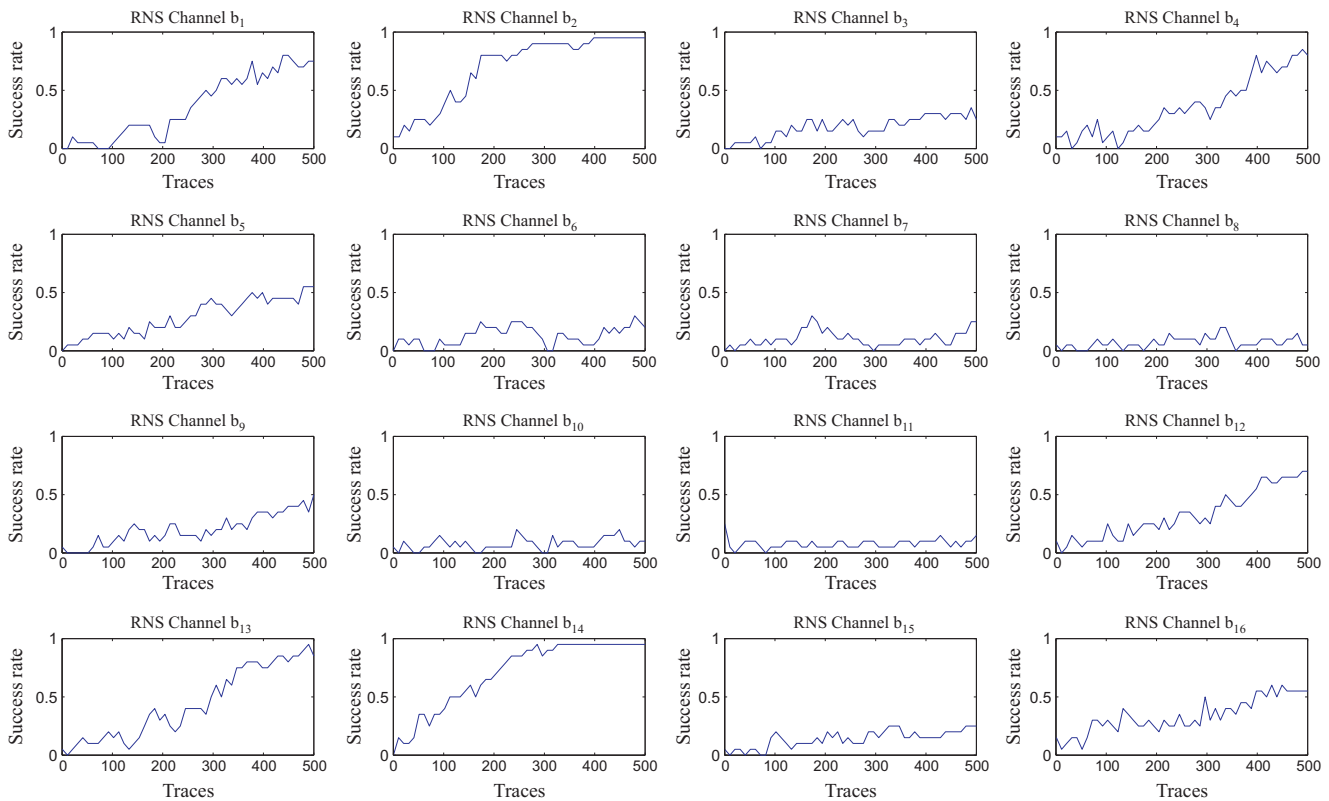 RNS Channel b1
Success rate
1
0.5
0
0 100 200 300 400 500
Traces
RNS Channel b2
Success rate
1
0.5
0
0 100 200 300 400 500
Traces
RNS Channel b3
Success rate
1
0.5
0
0 100 200 300 400 500
Traces
RNS Channel b4
Success rate
1
0.5
0
0 100 200 300 400 500
Traces
RNS Channel b5
Success rate
1
0.5
0
0 100 200 300 400 500
Traces
RNS Channel b6
Success rate
1
0.5
0
0 100 200 300 400 500
Traces
RNS Channel b7
Success rate
1
0.5
0
0 100 200 300 400 500
Traces
RNS Channel b8
Success rate
1
0.5
0
0 100 200 300 400 500
Traces
RNS Channel b9
Success rate
1
0.5
0
0 100 200 300 400 500
Traces
RNS Channel b10
Success rate
1
0.5
0
0 100 200 300 400 500
Traces
RNS Channel b11
Success rate
1
0.5
0
0 100 200 300 400 500
Traces
RNS Channel b12
Success rate
1
0.5
0
0 100 200 300 400 500
Traces
RNS Channel b13
Success rate
1
0.5
0
0 100 200 300 400 500
Traces
RNS Channel b14
Success rate
1
0.5
0
0 100 200 300 400 500
Traces
RNS Channel b15
Success rate
1
0.5
0
0 100 200 300 400 500
Traces
RNS Channel b16
Success rate
1
0.5
0
0 100 200 300 400 500
Traces